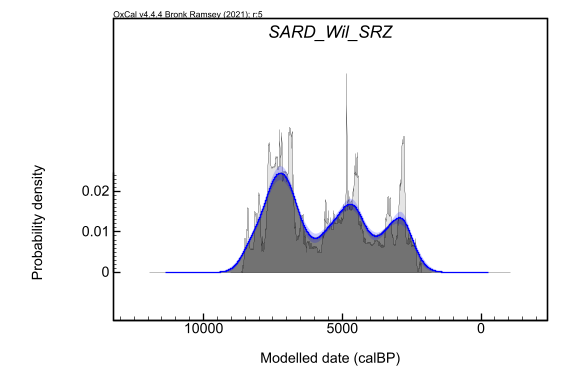 OxCal v4.4.4 Bronk Ramsey (2021); r:5
SARD_Wil_SRZ
Probability density
0.02
0.01
0
10000 5000 0
Modelled date (calBP)